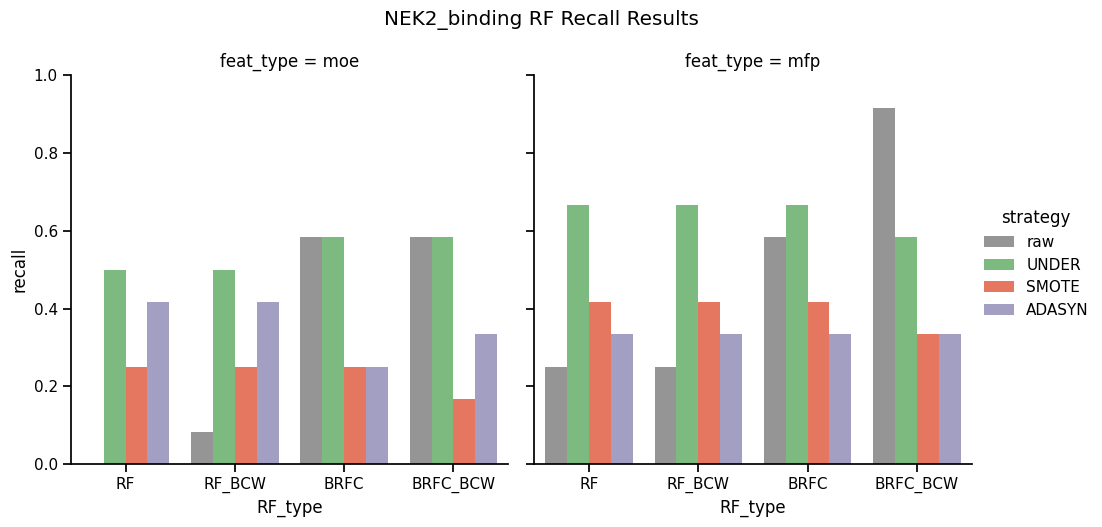 NEK2_binding RF Recall Results
feat_type = moe
feat_type = mfp
recall
1.0
0.8
0.6
0.4
0.2
0.0
RF
RF_BCW
BRFC
BRFC_BCW
RF_type
RF
RF_BCW
BRFC
BRFC_BCW
RF_type
strategy
raw
UNDER
SMOTE
ADASYN